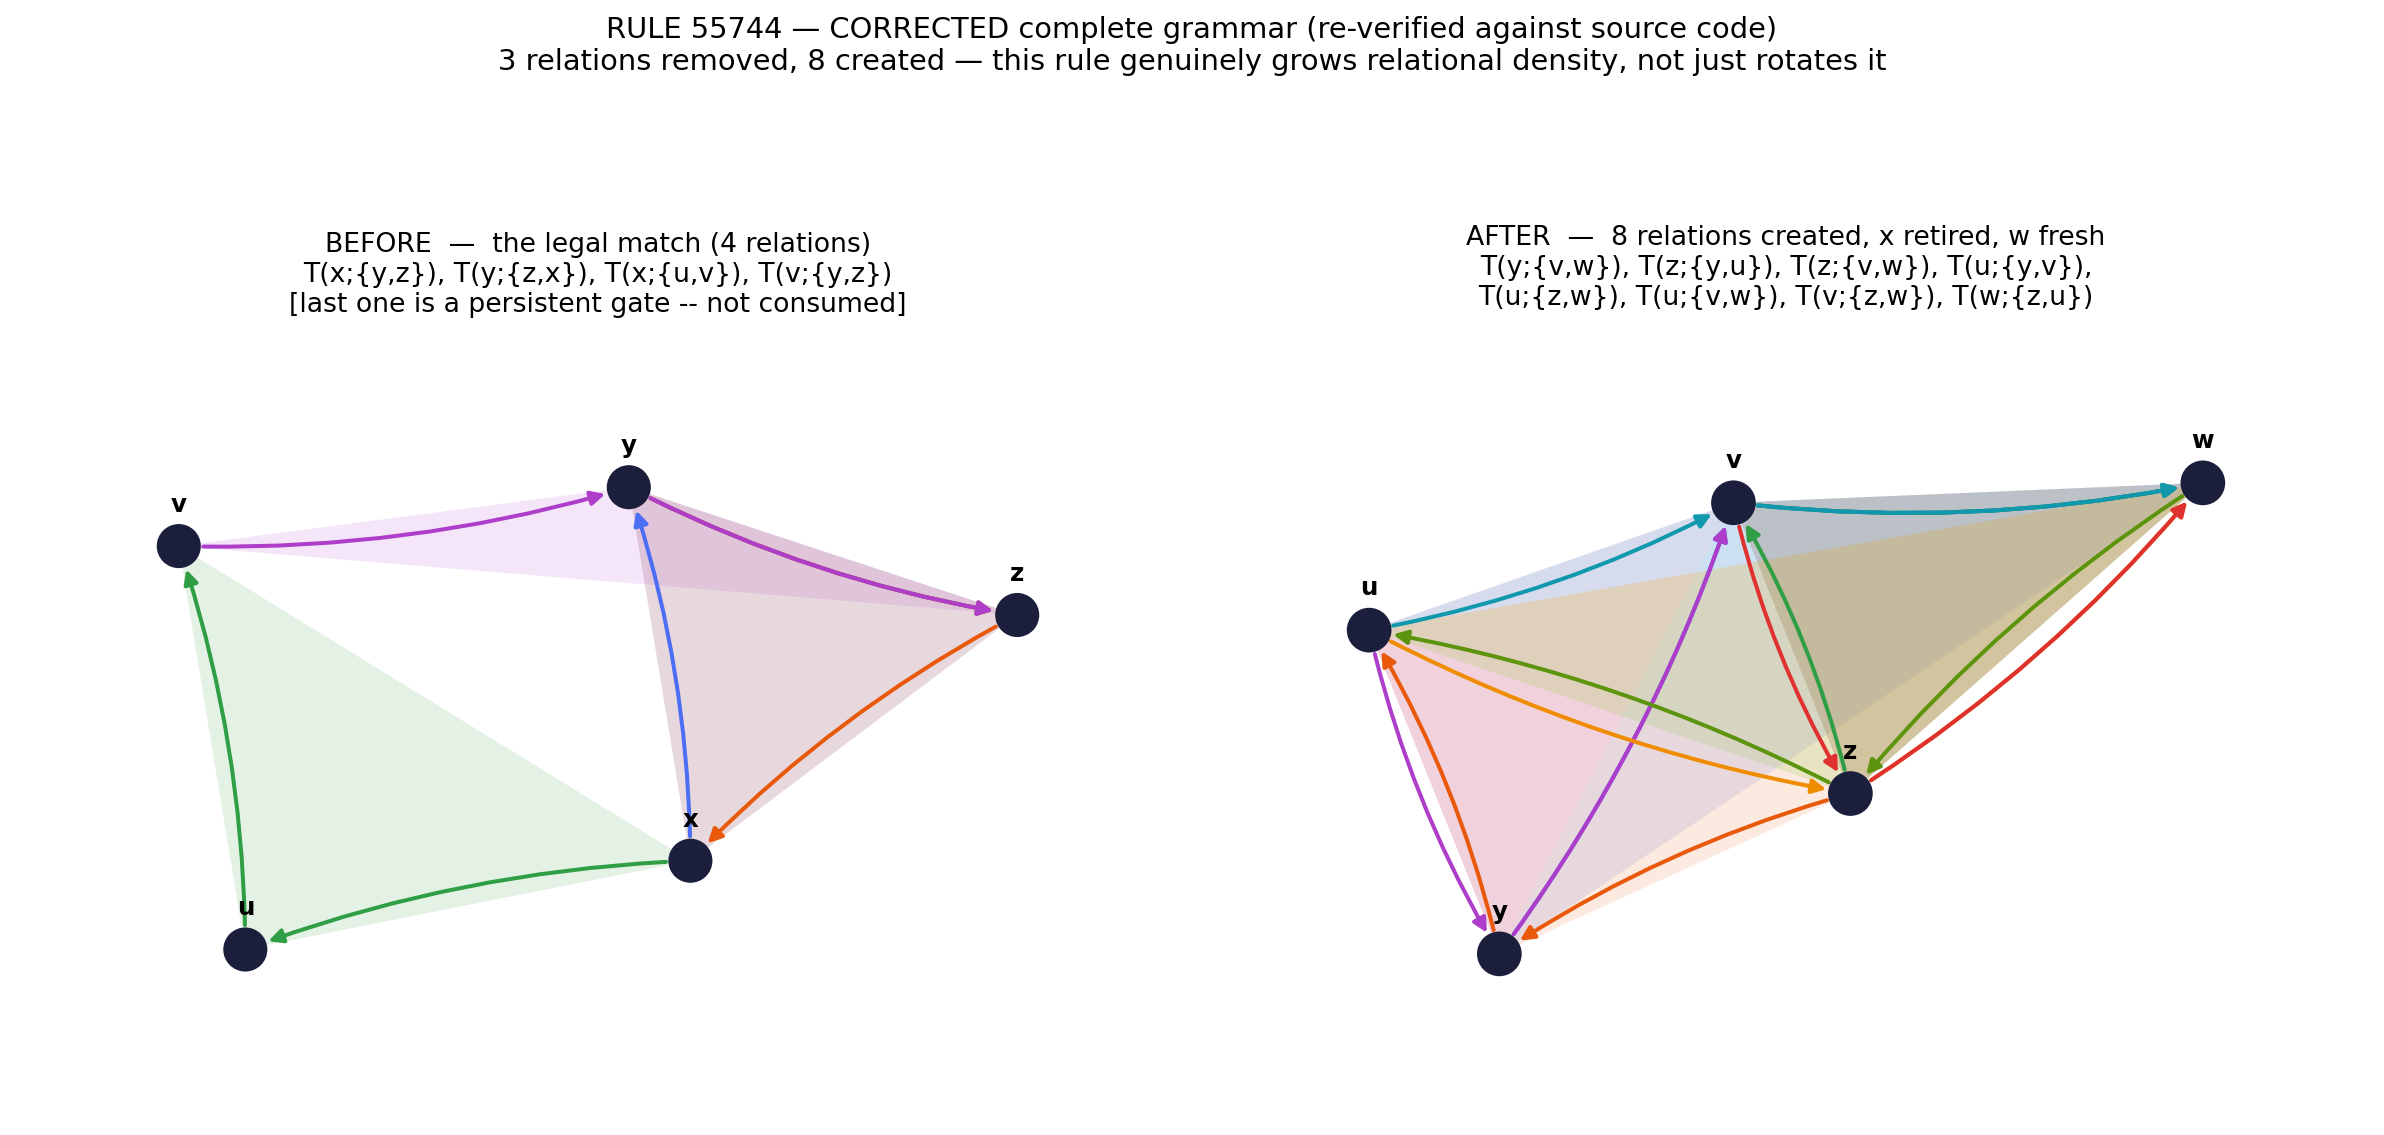 RULE 55744 — CORRECTED complete grammar (re-verified against source code)
3 relations removed, 8 created — this rule genuinely grows relational density, not just rotates it
BEFORE — the legal match (4 relations)
T(x;{y,z}), T(y;{z,x}), T(x;{u,v}), T(v;{y,z})
[last one is a persistent gate -- not consumed]
AFTER — 8 relations created, x retired, w fresh
T(y;{v,w}), T(z;{y,u}), T(z;{v,w}), T(u;{y,v}),
T(u;{z,w}), T(u;{v,w}), T(v;{z,w}), T(w;{z,u})
v
y
z
x
u
v
w
u
z
y